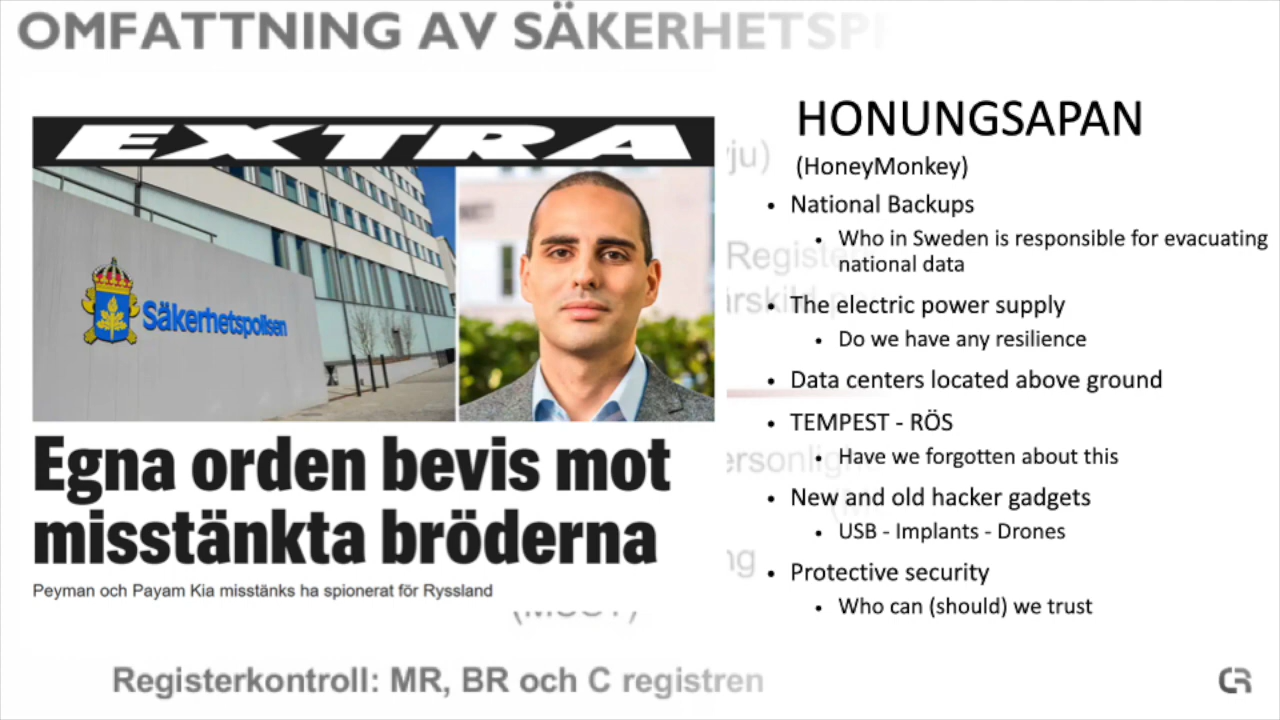 OMFATTNING AV SÄKERHETSP
EXTRA
Säkerhetspolisen
Egna orden bevis mot
misstänkta bröderna
Peyman och Payam Kia misstänks ha spionerat för Ryssland
HONUNGSAPAN
(HoneyMonkey)
• National Backups
• Who in Sweden is responsible for evacuating
national data
• The electric power supply
• Do we have any resilience
• Data centers located above ground
• TEMPEST - RÖS
• Have we forgotten about this
• New and old hacker gadgets
• USB - Implants - Drones
• Protective security
• Who can (should) we trust
Registerkontroll: MR, BR och C registren
CR